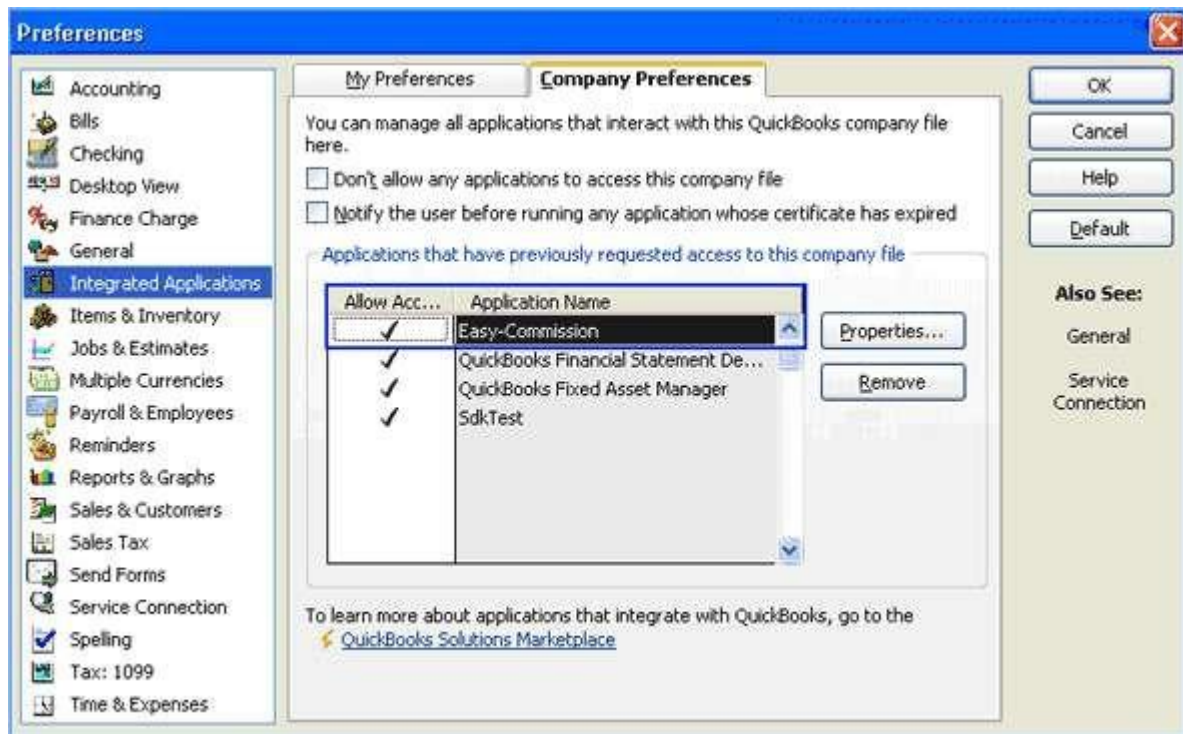 Preferences
Accounting
Bills
Checking
Desktop View
Finance Charge
General
Integrated Applications
Items & Inventory
Jobs & Estimates
Multiple Currencies
Payroll & Employees
Reminders
Reports & Graphs
Sales & Customers
Sales Tax
Send Forms
Service Connection
Spelling
Tax: 1099
Time & Expenses
My Preferences
Company Preferences
You can manage all applications that interact with this QuickBooks company file
here.
Don't allow any applications to access this company file
Notify the user before running any application whose certificate has expired
Applications that have previously requested access to this company file
Allow Acc... Application Name
Easy-Commission
QuickBooks Financial Statement De...
QuickBooks Fixed Asset Manager
SdkTest
Properties...
Remove
To learn more about applications that integrate with QuickBooks, go to the
QuickBooks Solutions Marketplace
OK
Cancel
Help
Default
Also See:
General
Service
Connection